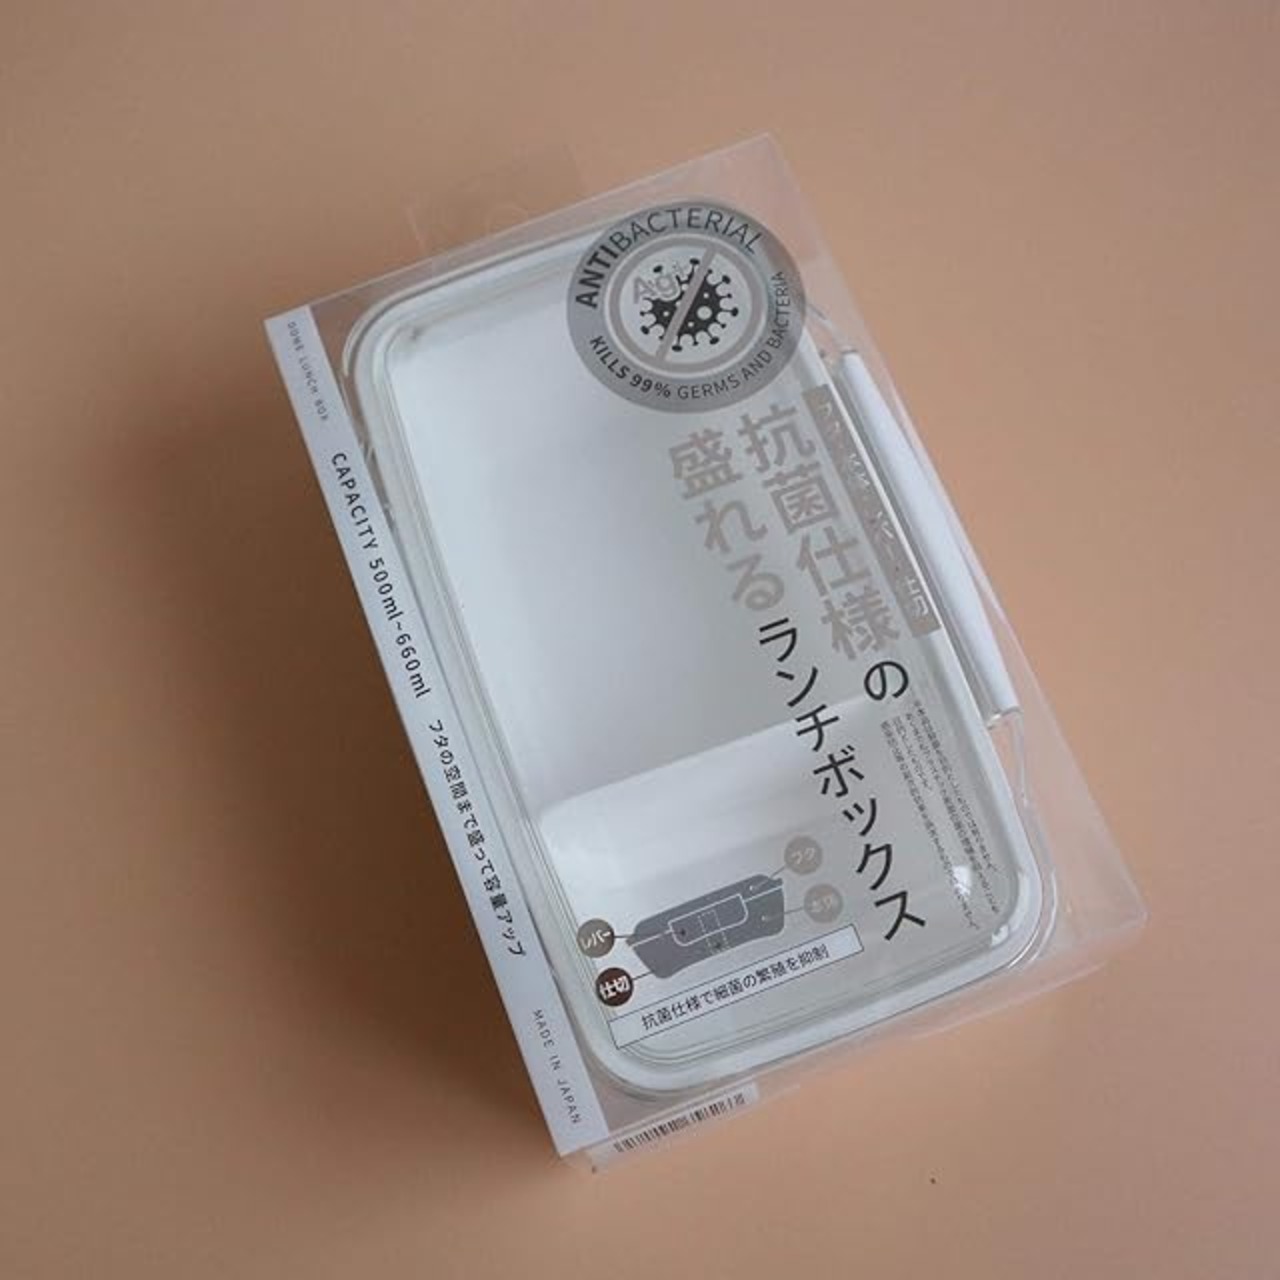 ANTIBACTERIAL
Ag+
KILLS 99% GERMS AND BACTERIA
抗菌仕様の
盛れるランチボックス
フタ
本体
レバー
仕切
抗菌仕様で細菌の繁殖を抑制
DOME LUNCH BOX
CAPACITY 500ml~660ml
フタの空間まで盛って容量アップ
MADE IN JAPAN